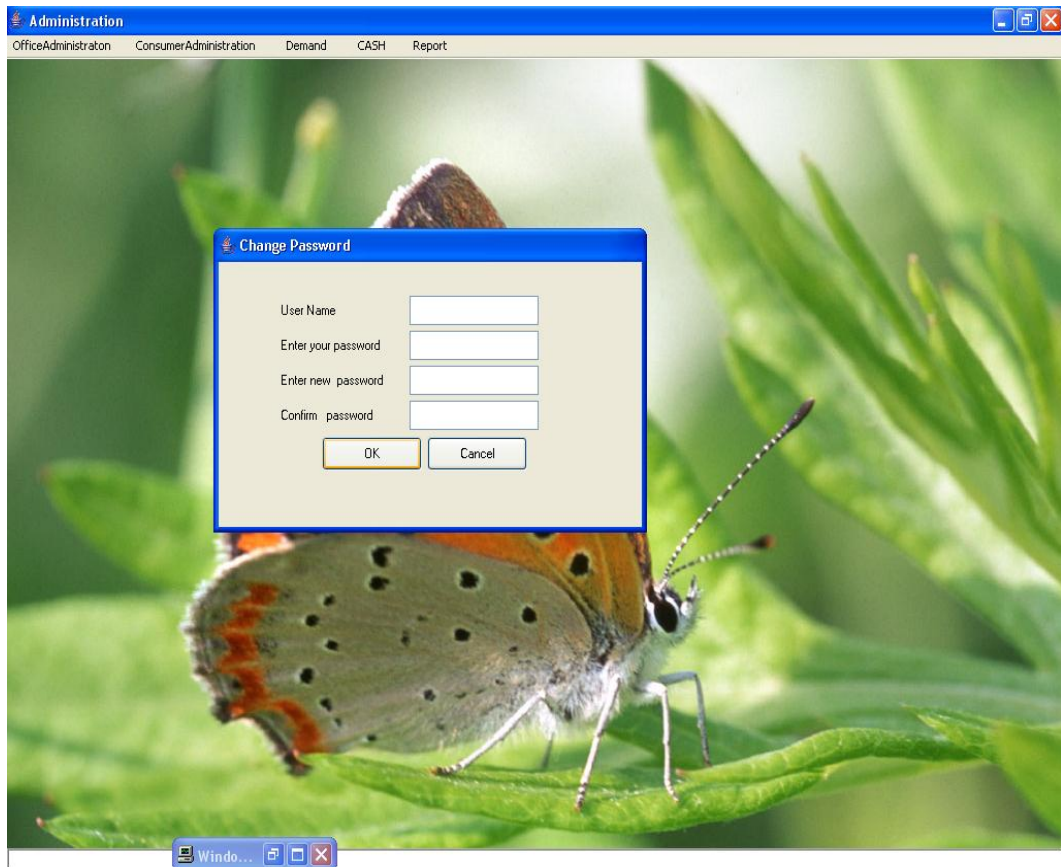 Administration
OfficeAdministraton ConsumerAdministration Demand CASH Report
Change Password
User Name
Enter your password
Enter new password
Confirm password
OK Cancel
Windo...